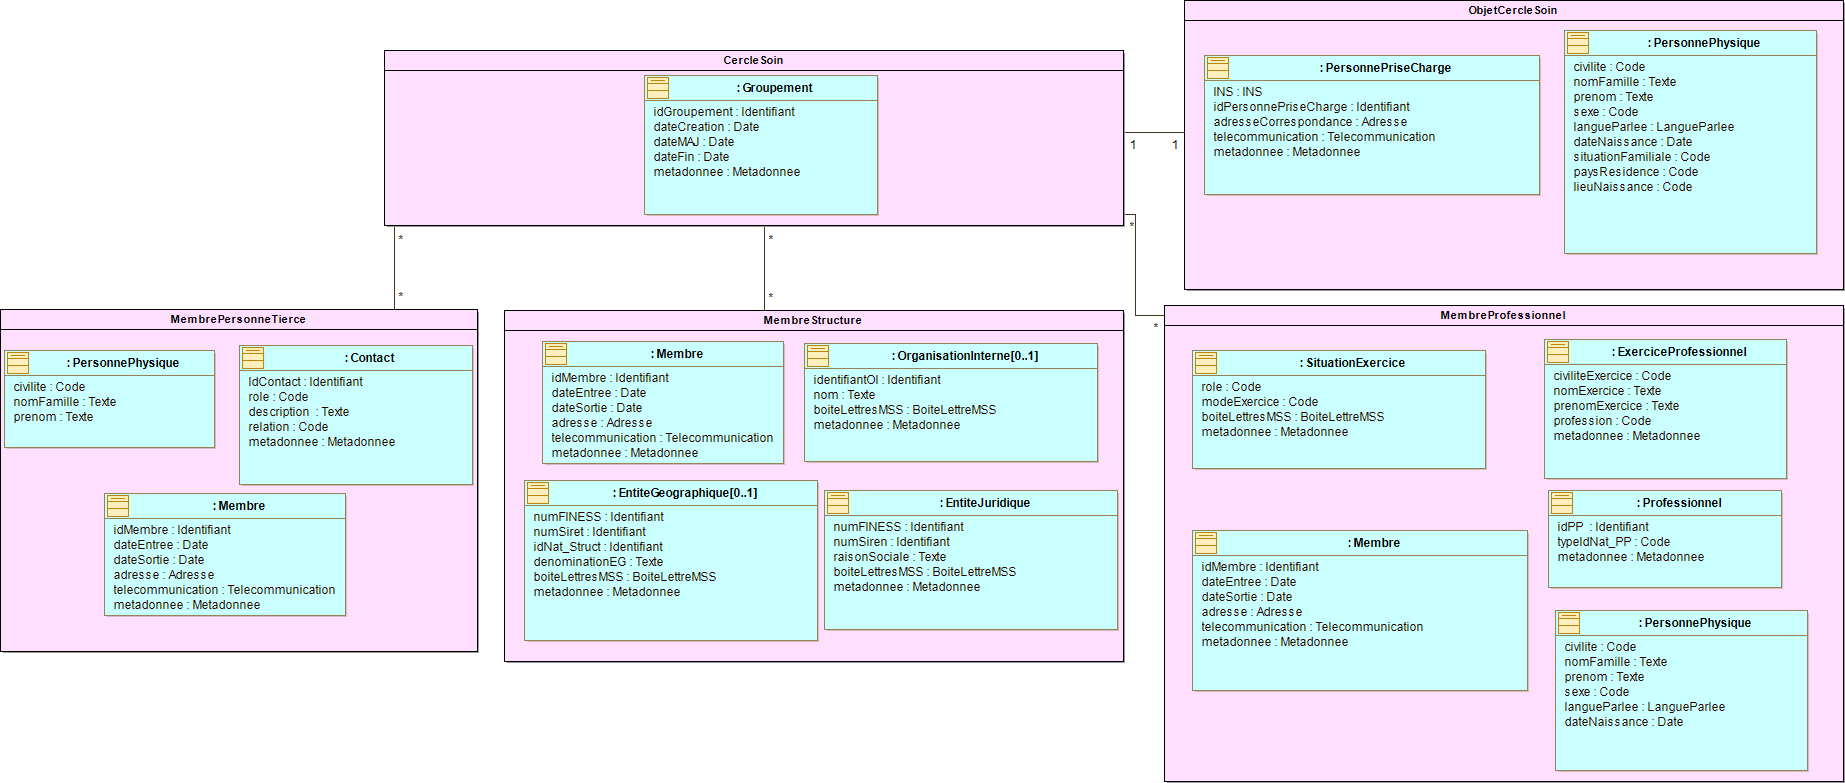 CercleSoin
: Groupement
idGroupement : Identifiant
dateCreation : Date
dateMAJ : Date
dateFin : Date
metadonnee : Metadonnee
ObjetCercleSoin
: PersonnePriseCharge
INS : INS
idPersonnePriseCharge : Identifiant
adresseCorrespondance : Adresse
telecommunication : Telecommunication
metadonnee : Metadonnee
: PersonnePhysique
civilite : Code
nomFamille : Texte
prenom : Texte
sexe : Code
langueParlee : LangueParlee
dateNaissance : Date
situationFamiliale : Code
paysResidence : Code
lieuNaissance : Code
1
1
*
*
*
*
*
*
MembrePersonneTierce
: PersonnePhysique
civilite : Code
nomFamille : Texte
prenom : Texte
: Contact
IdContact : Identifiant
role : Code
description : Texte
relation : Code
metadonnee : Metadonnee
: Membre
idMembre : Identifiant
dateEntree : Date
dateSortie : Date
adresse : Adresse
telecommunication : Telecommunication
metadonnee : Metadonnee
MembreStructure
: Membre
idMembre : Identifiant
dateEntree : Date
dateSortie : Date
adresse : Adresse
telecommunication : Telecommunication
metadonnee : Metadonnee
: OrganisationInterne[0..1]
identifiantOI : Identifiant
nom : Texte
boiteLettresMSS : BoiteLettreMSS
metadonnee : Metadonnee
: EntiteGeographique[0..1]
numFINESS : Identifiant
numSiret : Identifiant
idNat_Struct : Identifiant
denominationEG : Texte
boiteLettresMSS : BoiteLettreMSS
metadonnee : Metadonnee
: EntiteJuridique
numFINESS : Identifiant
numSiren : Identifiant
raisonSociale : Texte
boiteLettresMSS : BoiteLettreMSS
metadonnee : Metadonnee
MembreProfessionnel
: SituationExercice
role : Code
modeExercice : Code
boiteLettresMSS : BoiteLettreMSS
metadonnee : Metadonnee
: ExerciceProfessionnel
civiliteExercice : Code
nomExercice : Texte
prenomExercice : Texte
profession : Code
metadonnee : Metadonnee
: Professionnel
idPP : Identifiant
typeIdNat_PP : Code
metadonnee : Metadonnee
: Membre
idMembre : Identifiant
dateEntree : Date
dateSortie : Date
adresse : Adresse
telecommunication : Telecommunication
metadonnee : Metadonnee
: PersonnePhysique
civilite : Code
nomFamille : Texte
prenom : Texte
sexe : Code
langueParlee : LangueParlee
dateNaissance : Date